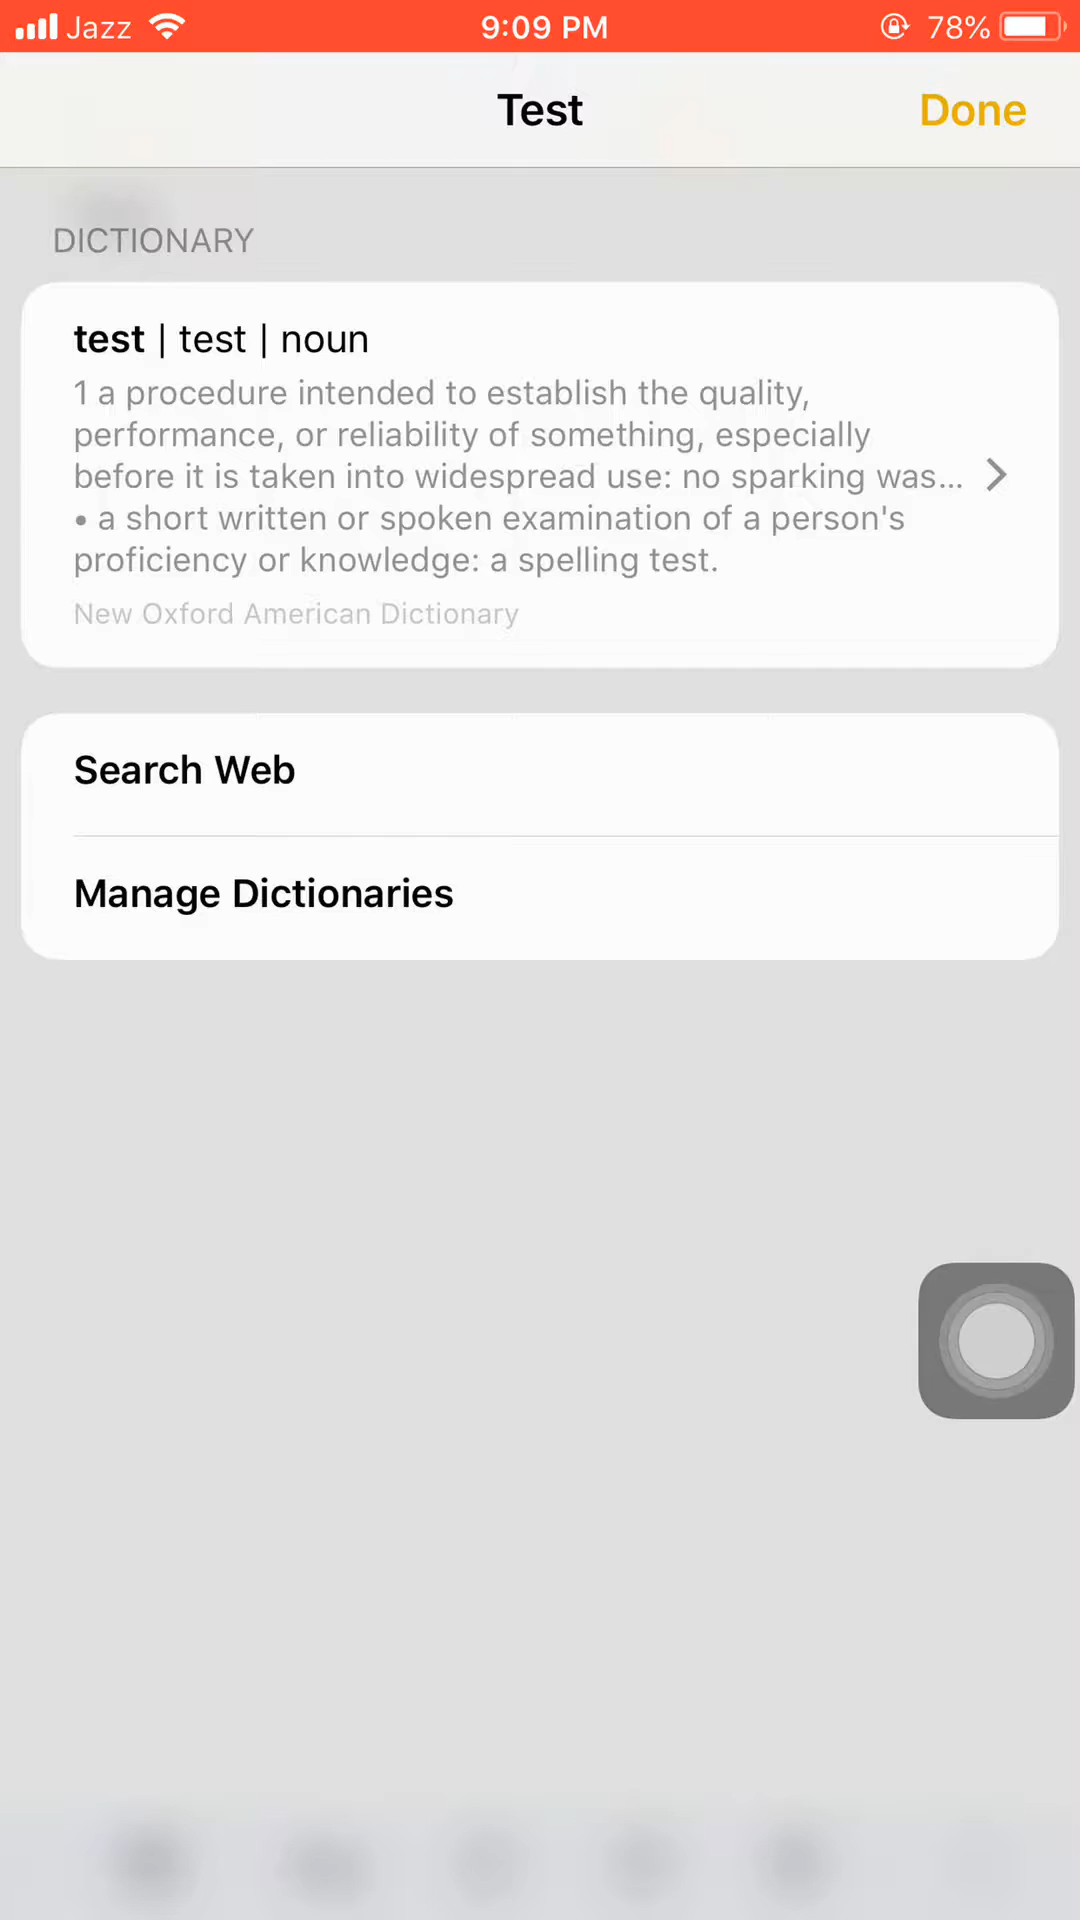 Jazz 9:09 PM 78%
Test Done
DICTIONARY
test | test | noun
1 a procedure intended to establish the quality,
performance, or reliability of something, especially
before it is taken into widespread use: no sparking was...
• a short written or spoken examination of a person's
proficiency or knowledge: a spelling test.
New Oxford American Dictionary
Search Web
Manage Dictionaries